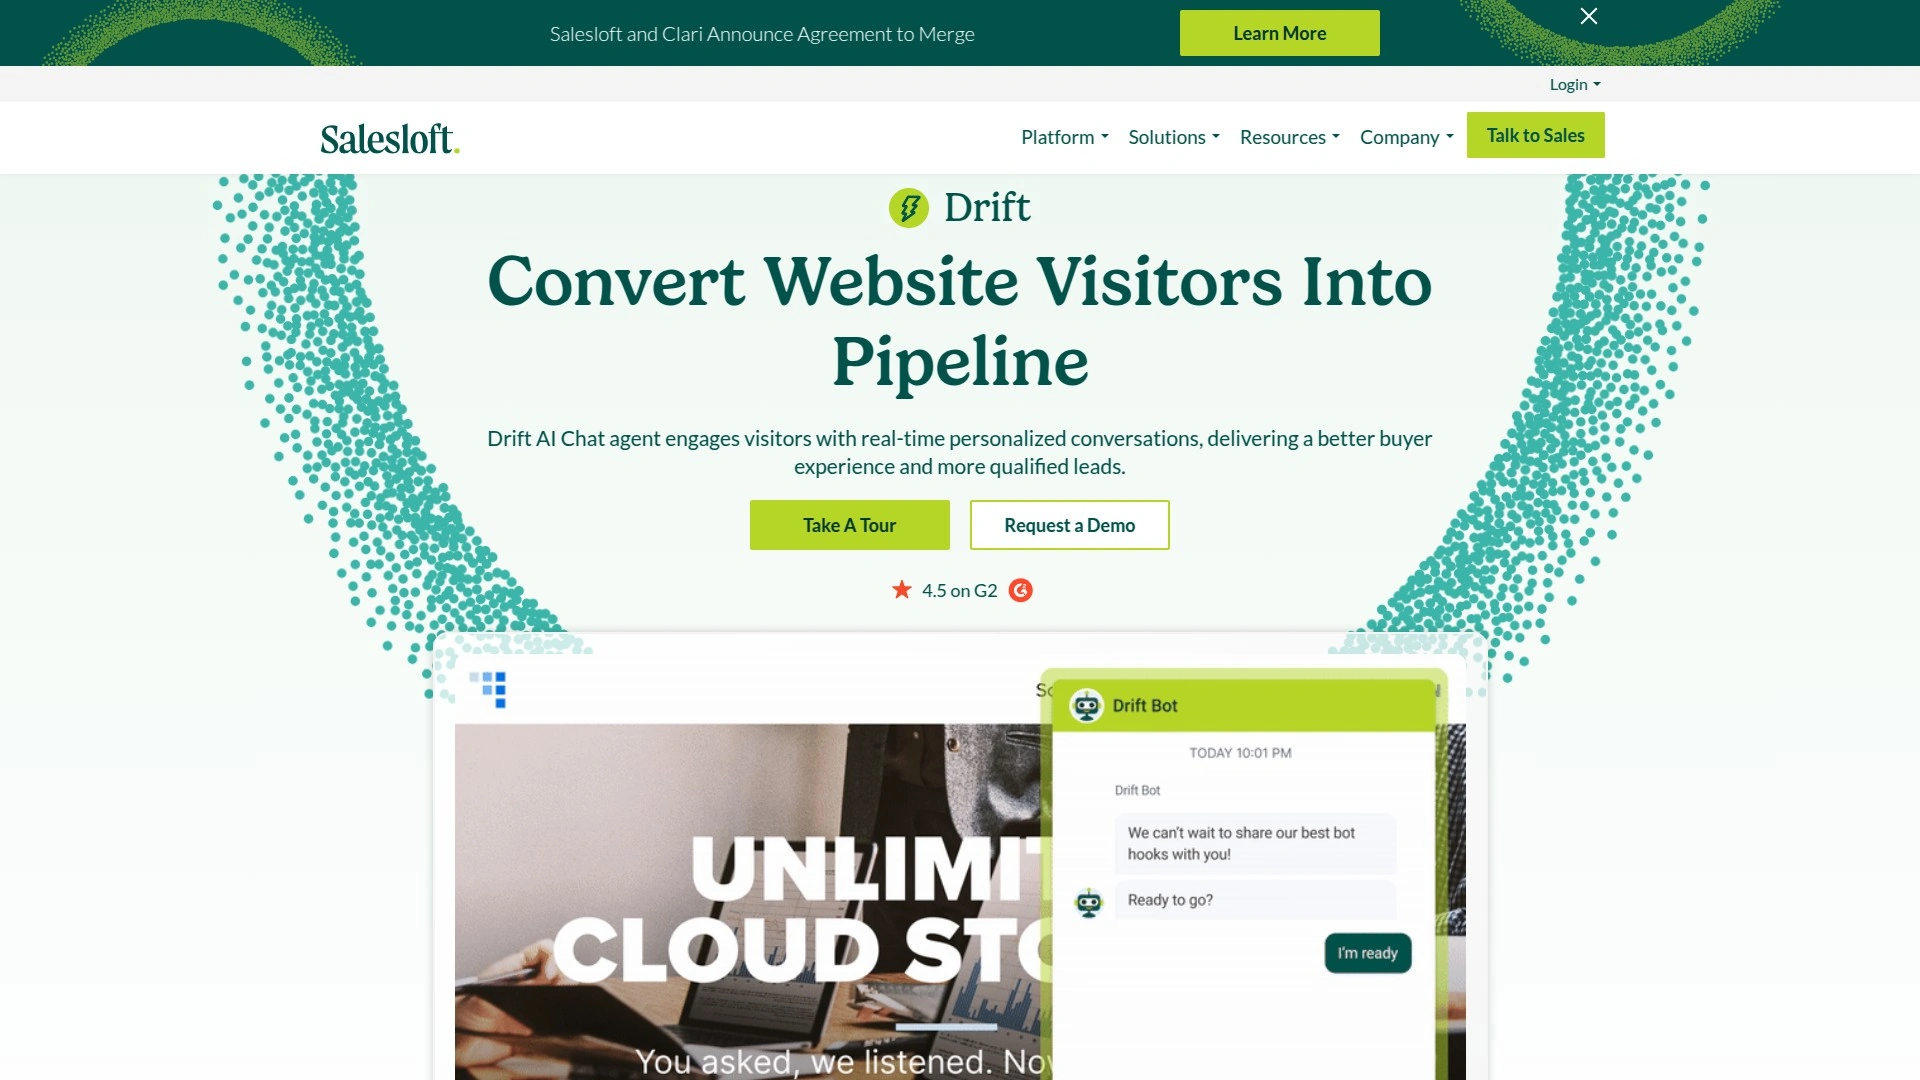 Salesloft and Clari Announce Agreement to Merge
Learn More
Login
Salesloft.
Platform
Solutions
Resources
Company
Talk to Sales
Drift
Convert Website Visitors Into
Pipeline
Drift AI Chat agent engages visitors with real-time personalized conversations, delivering a better buyer
experience and more qualified leads.
Take A Tour
Request a Demo
4.5 on G2
Drift Bot
TODAY 10:01 PM
Drift Bot
We can't wait to share our best bot
hooks with you!
Ready to go?
I'm ready
UNLIMIT
CLOUD STO
You asked, we listened. Now